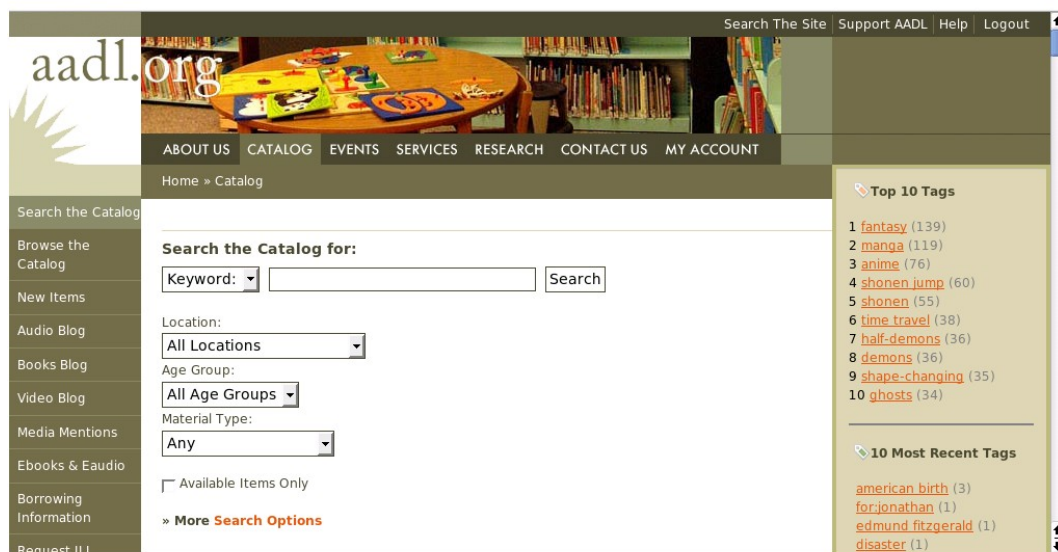 Search The Site Support AADL Help Logout
aadl.org
ABOUT US CATALOG EVENTS SERVICES RESEARCH CONTACT US MY ACCOUNT
Home » Catalog
Search the Catalog
Browse the
Catalog
New Items
Audio Blog
Books Blog
Video Blog
Media Mentions
Ebooks & Eaudio
Borrowing
Information
Request ILL
Search the Catalog for:
Keyword: Search
Location:
All Locations
Age Group:
All Age Groups
Material Type:
Any
Available Items Only
» More Search Options
Top 10 Tags
1 fantasy (139)
2 manga (119)
3 anime (76)
4 shonen jump (60)
5 shonen (55)
6 time travel (38)
7 half-demons (36)
8 demons (36)
9 shape-changing (35)
10 ghosts (34)
10 Most Recent Tags
american birth (3)
for:jonathan (1)
edmund fitzgerald (1)
disaster (1)